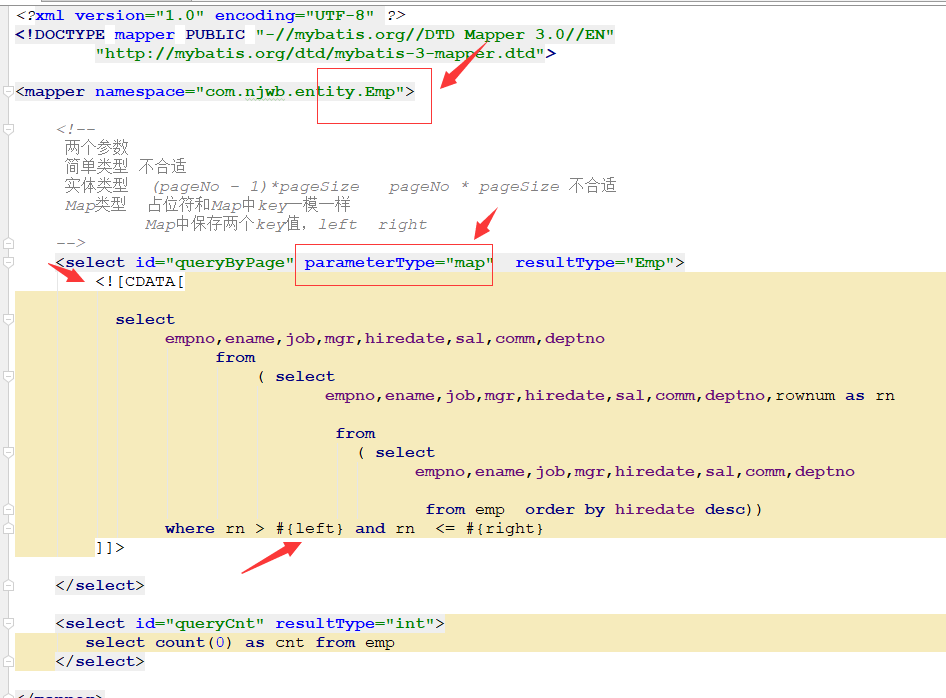 <?xml version="1.0" encoding="UTF-8" ?>
<!DOCTYPE mapper PUBLIC "-//mybatis.org//DTD Mapper 3.0//EN"
"http://mybatis.org/dtd/mybatis-3-mapper.dtd">
<mapper namespace="com.njwb.entity.Emp">
<!--
两个参数
简单类型 不合适
实体类型 (pageNo - 1)*pageSize pageNo * pageSize 不合适
Map类型 占位符和Map中key一模一样
Map中保存两个key值, left right
-->
<select id="queryByPage" parameterType="map" resultType="Emp">
<![CDATA[
select
empno,ename,job,mgr,hiredate,sal,comm,deptno
from
( select
empno,ename,job,mgr,hiredate,sal,comm,deptno,rownum as rn
from
( select
empno,ename,job,mgr,hiredate,sal,comm,deptno
from emp order by hiredate desc))
where rn > #{left} and rn <= #{right}
]]>
</select>
<select id="queryCnt" resultType="int">
select count(0) as cnt from emp
</select>
</mapper>